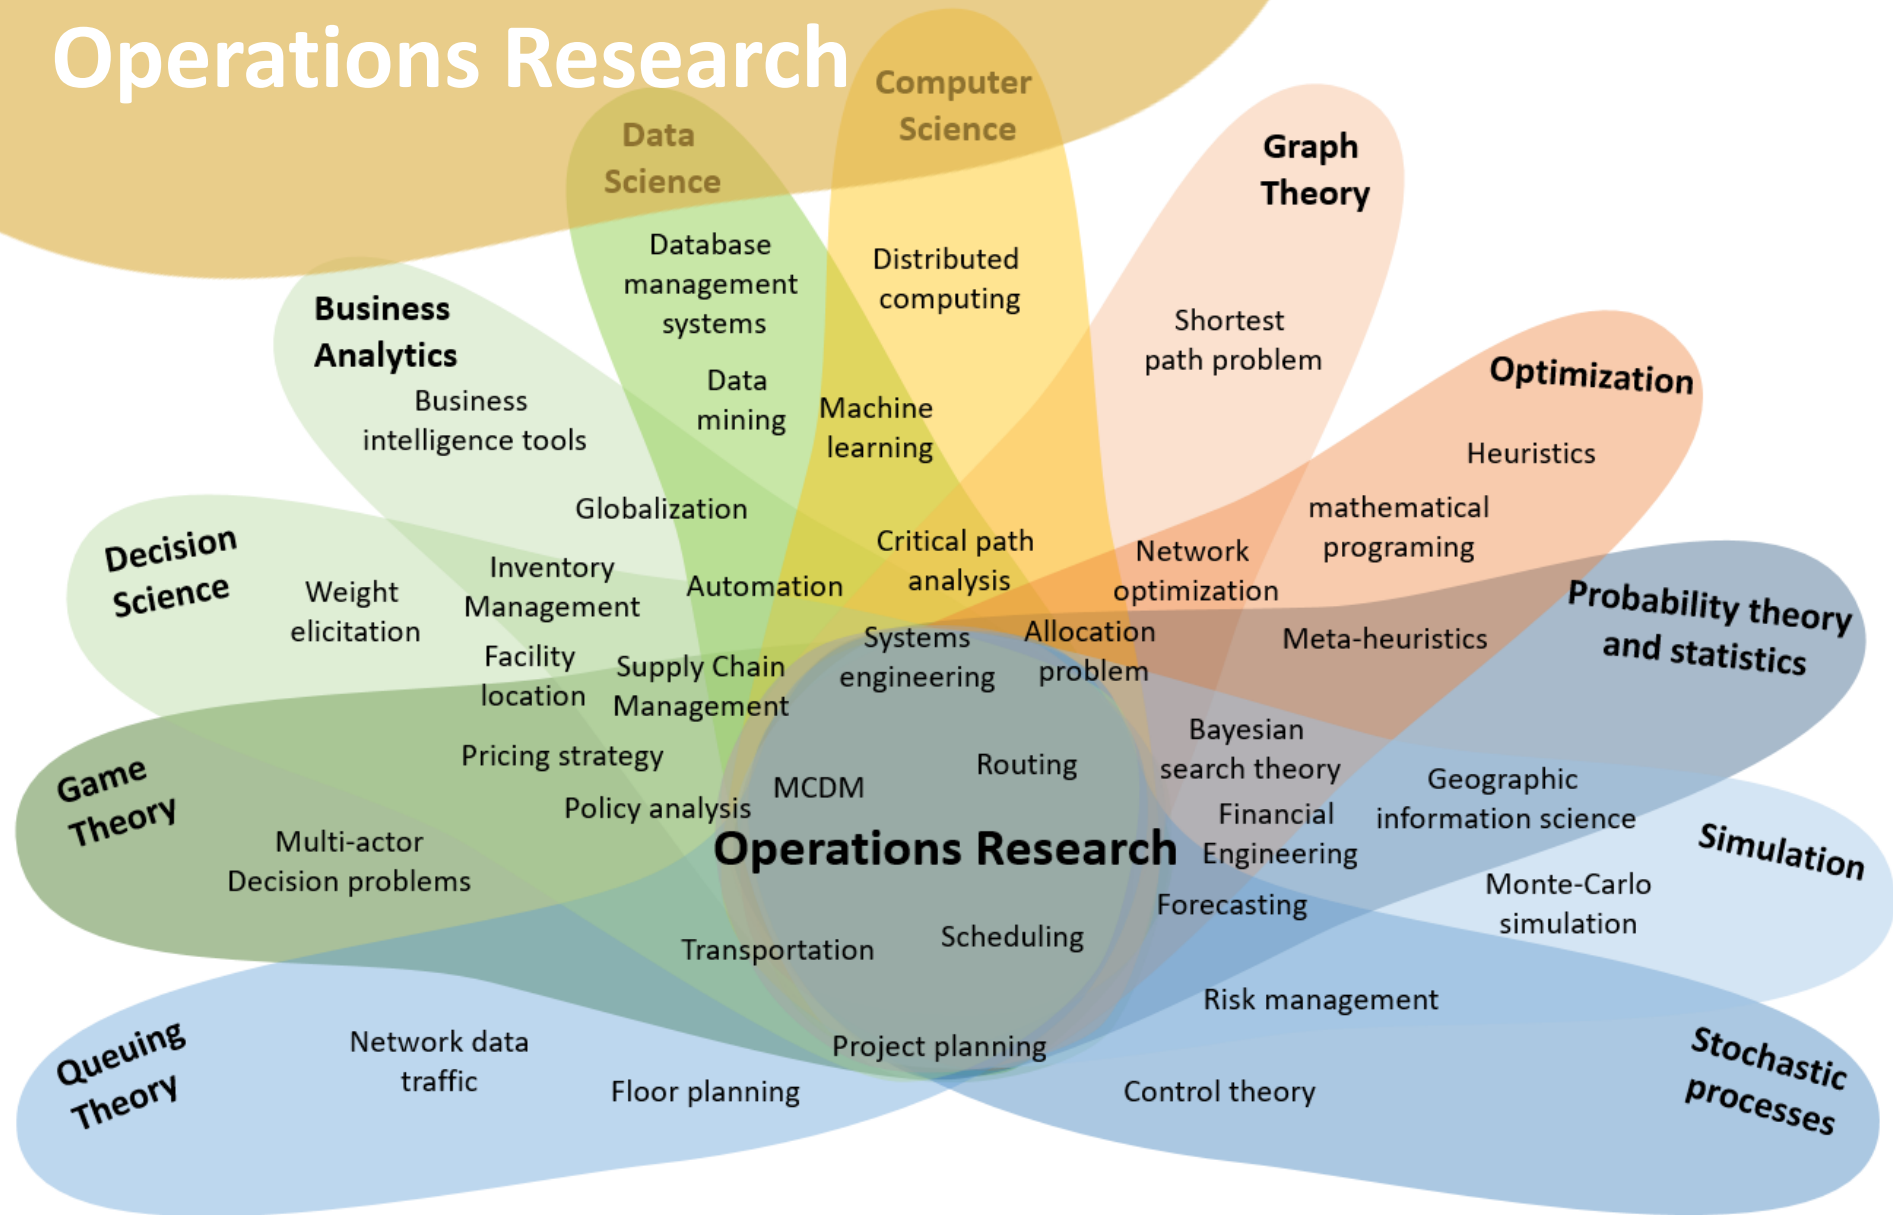 Operations Research
Computer
Science
Data
Science
Graph
Theory
Database
management
systems
Distributed
computing
Business
Analytics
Shortest
path problem
Optimization
Data
mining
Machine
learning
Business
intelligence tools
Heuristics
Globalization
mathematical
programing
Decision
Science
Critical path
analysis
Network
optimization
Inventory
Management
Automation
Weight
elicitation
Probability theory
and statistics
Systems
engineering
Allocation
problem
Meta-heuristics
Facility
location
Supply Chain
Management
Pricing strategy
Bayesian
search theory
Game
Theory
Routing
MCDM
Policy analysis
Geographic
information science
Financial
Engineering
Simulation
Multi-actor
Decision problems
Operations Research
Monte-Carlo
simulation
Forecasting
Transportation
Scheduling
Risk management
Queuing
Theory
Network data
traffic
Project planning
Stochastic
processes
Floor planning
Control theory